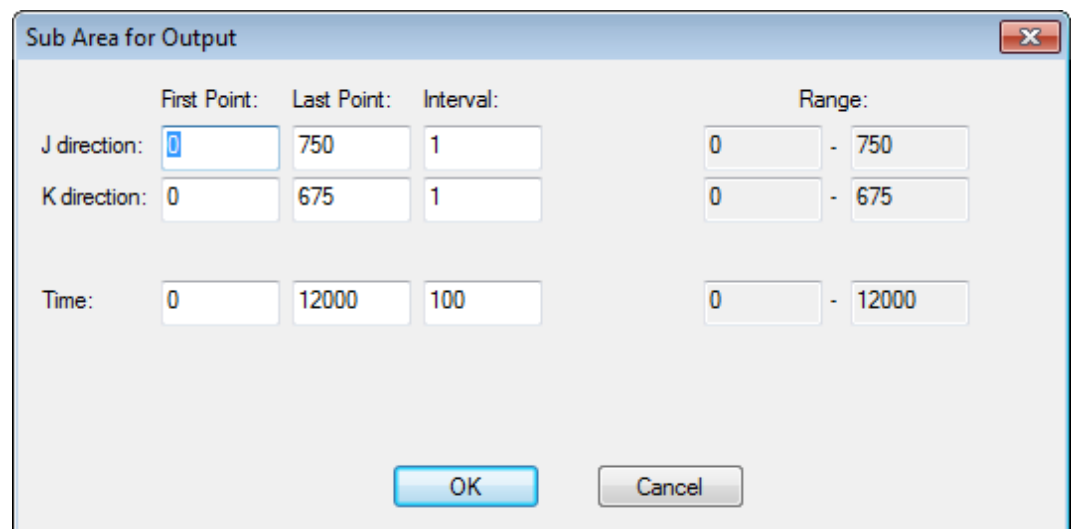 Sub Area for Output
First Point: Last Point: Interval: Range:
J direction: 0 750 1 0 - 750
K direction: 0 675 1 0 - 675
Time: 0 12000 100 0 - 12000
OK Cancel